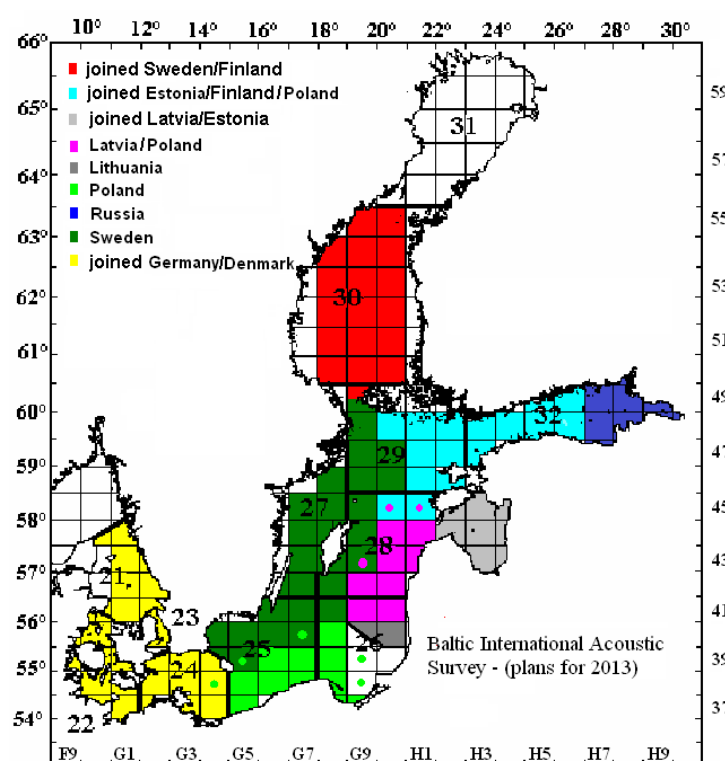 10° 12° 14° 16° 18° 20° 22° 24° 26° 28° 30°
66°
65°
64°
63°
62°
61°
60°
59°
58°
57°
56°
55°
54°
joined Sweden/Finland
joined Estonia/Finland/Poland
joined Latvia/Estonia
Latvia/Poland
Lithuania
Poland
Russia
Sweden
joined Germany/Denmark
31
30
32
29
27
28
21
23
25
26
24
22
59
57
55
53
51
49
47
45
43
41
39
37
Baltic International Acoustic
Survey - (plans for 2013)
F9 G1 G3 G5 G7 G9 H1 H3 H5 H7 H9